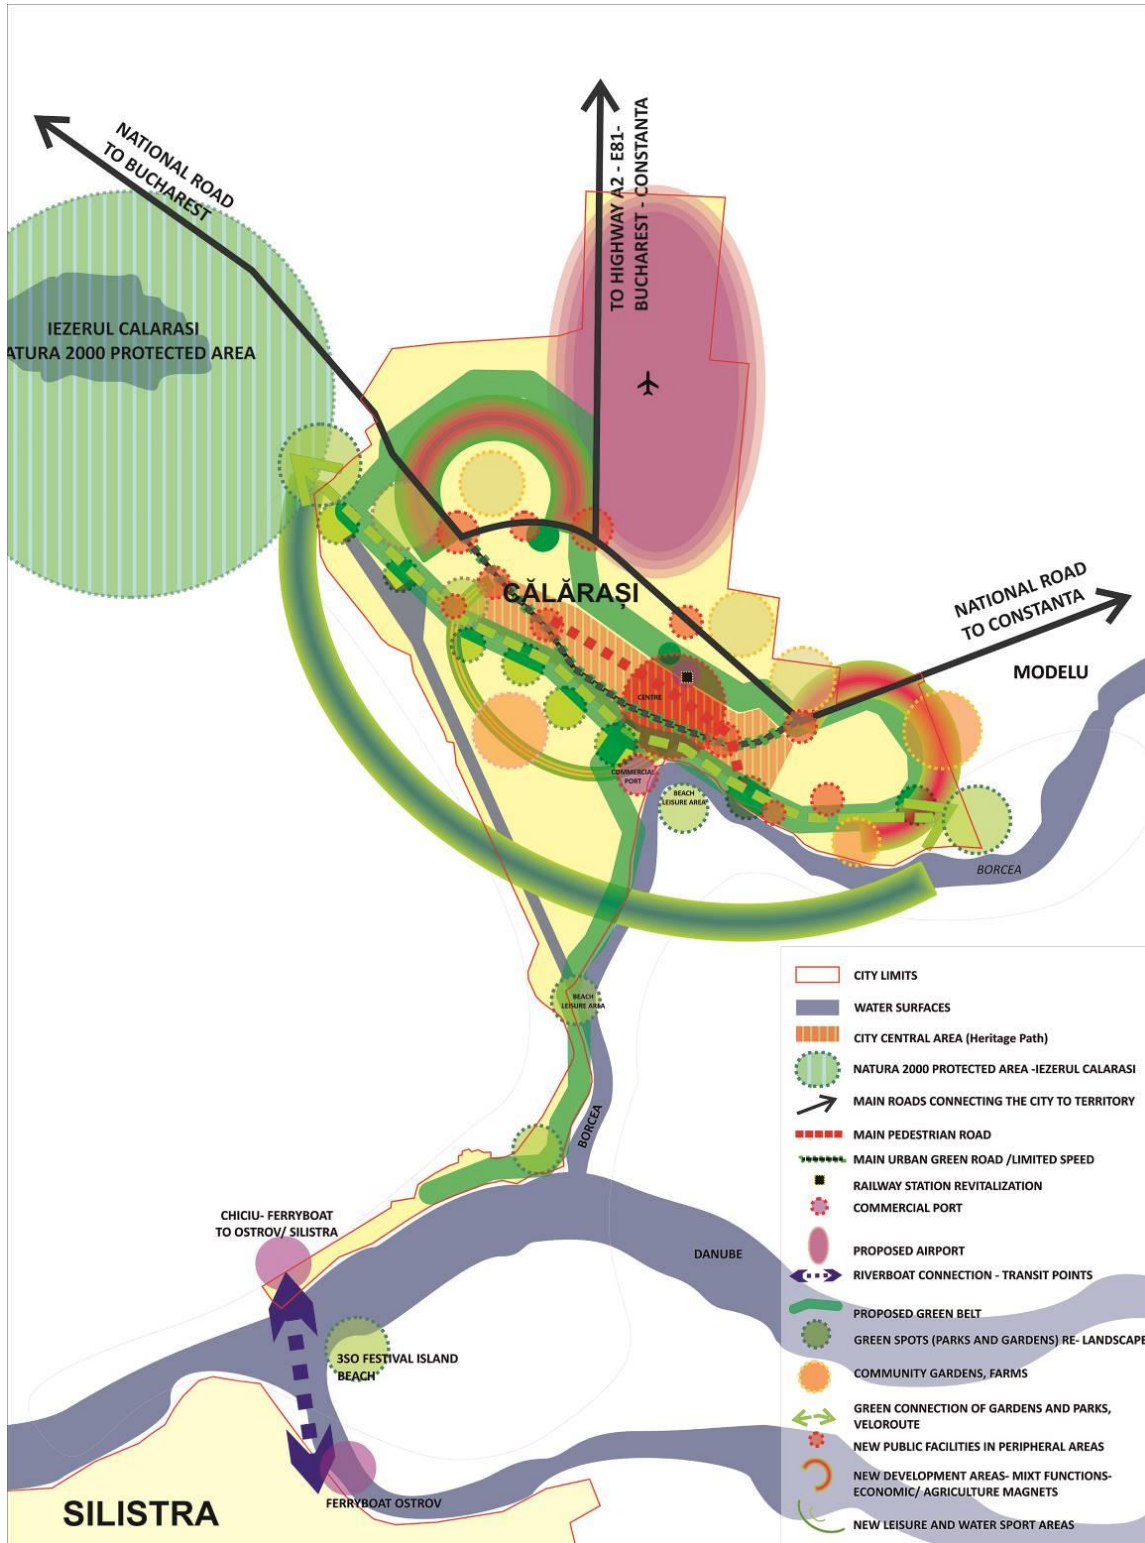 NATIONAL ROAD
TO BUCHAREST
TO HIGHWAY A2 - E81-
BUCHAREST - CONSTANTA
IEZERUL CALARASI
ATURA 2000 PROTECTED AREA
CĂLĂRAȘI
NATIONAL ROAD
TO CONSTANTA
MODELU
CENTRE
COMMERCIAL
PORT
BEACH
LEISURE AREA
BORCEA
BEACH
LEISURE AREA
BORCEA
CHICIU- FERRYBOAT
TO OSTROV/ SILISTRA
DANUBE
3SO FESTIVAL ISLAND
BEACH
FERRYBOAT OSTROV
SILISTRA
CITY LIMITS
WATER SURFACES
CITY CENTRAL AREA (Heritage Path)
NATURA 2000 PROTECTED AREA -IEZERUL CALARASI
MAIN ROADS CONNECTING THE CITY TO TERRITORY
MAIN PEDESTRIAN ROAD
MAIN URBAN GREEN ROAD /LIMITED SPEED
RAILWAY STATION REVITALIZATION
COMMERCIAL PORT
PROPOSED AIRPORT
RIVERBOAT CONNECTION - TRANSIT POINTS
PROPOSED GREEN BELT
GREEN SPOTS (PARKS AND GARDENS) RE- LANDSCAPE
COMMUNITY GARDENS, FARMS
GREEN CONNECTION OF GARDENS AND PARKS,
VELOROUTE
NEW PUBLIC FACILITIES IN PERIPHERAL AREAS
NEW DEVELOPMENT AREAS- MIXT FUNCTIONS-
ECONOMIC/ AGRICULTURE MAGNETS
NEW LEISURE AND WATER SPORT AREAS